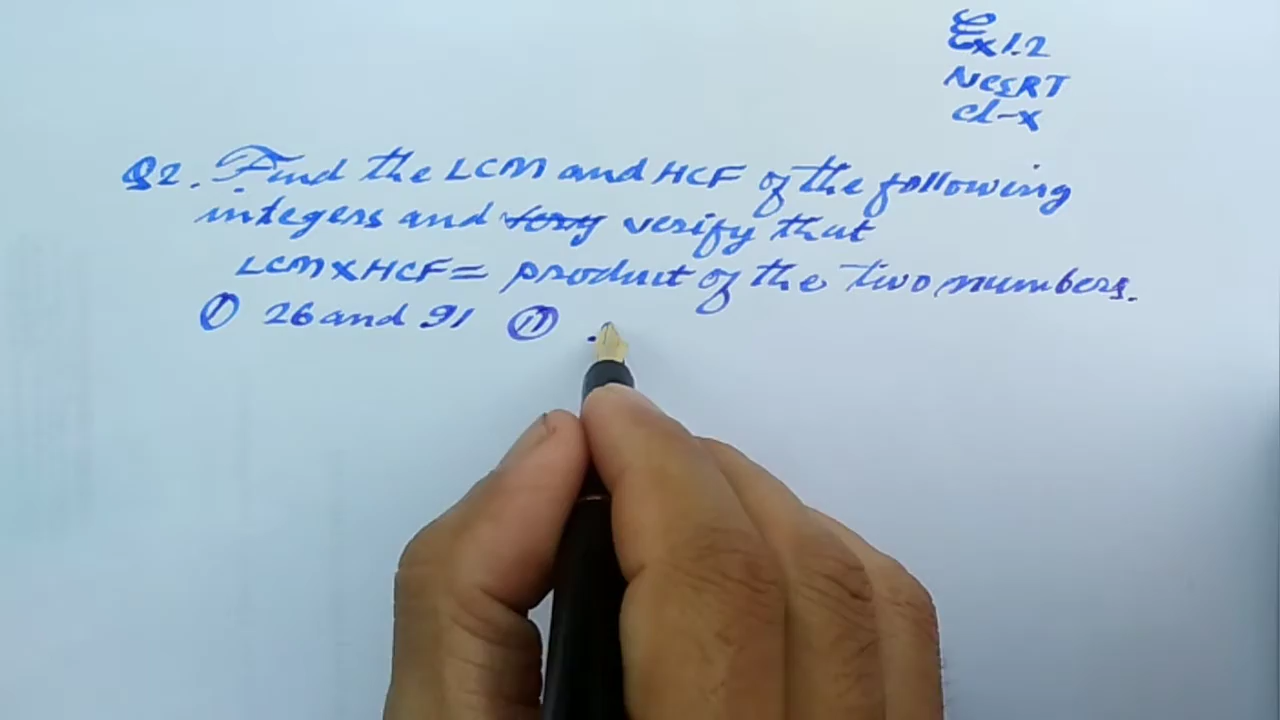 Ex 1.2
NCERT
cl-x
Q2. Find the LCM and HCF of the following
integers and verify that
LCM×HCF = product of the two numbers.
(i) 26 and 91 (ii)